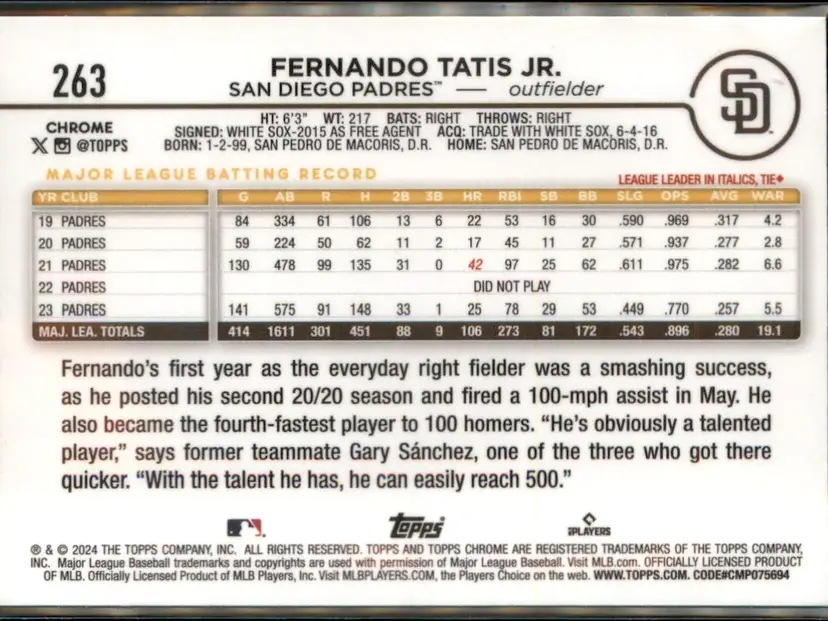 263
FERNANDO TATIS JR.
SAN DIEGO PADRES™ — outfielder
SD
CHROME
X @TOPPS
HT: 6'3" WT: 217 BATS: RIGHT THROWS: RIGHT
SIGNED: WHITE SOX-2015 AS FREE AGENT ACQ: TRADE WITH WHITE SOX, 6-4-16
BORN: 1-2-99, SAN PEDRO DE MACORIS, D.R. HOME: SAN PEDRO DE MACORIS, D.R.
MAJOR LEAGUE BATTING RECORD
LEAGUE LEADER IN ITALICS, TIE♦
YR CLUB G AB R H 2B 3B HR RBI SB BB SLG OPS AVG WAR
19 PADRES 84 334 61 106 13 6 22 53 16 30 .590 .969 .317 4.2
20 PADRES 59 224 50 62 11 2 17 45 11 27 .571 .937 .277 2.8
21 PADRES 130 478 99 135 31 0 42 97 25 62 .611 .975 .282 6.6
22 PADRES DID NOT PLAY
23 PADRES 141 575 91 148 33 1 25 78 29 53 .449 .770 .257 5.5
MAJ. LEA. TOTALS 414 1611 301 451 88 9 106 273 81 172 .543 .896 .280 19.1
Fernando's first year as the everyday right fielder was a smashing success,
as he posted his second 20/20 season and fired a 100-mph assist in May. He
also became the fourth-fastest player to 100 homers. “He's obviously a talented
player,” says former teammate Gary Sánchez, one of the three who got there
quicker. “With the talent he has, he can easily reach 500.”
Topps
PLAYERS
® & © 2024 THE TOPPS COMPANY, INC. ALL RIGHTS RESERVED. TOPPS AND TOPPS CHROME ARE REGISTERED TRADEMARKS OF THE TOPPS COMPANY,
INC. Major League Baseball trademarks and copyrights are used with permission of Major League Baseball. Visit MLB.com. OFFICIALLY LICENSED PRODUCT
OF MLB. Officially Licensed Product of MLB Players, Inc. Visit MLBPLAYERS.COM, the Players Choice on the web. WWW.TOPPS.COM. CODE#CMP075694